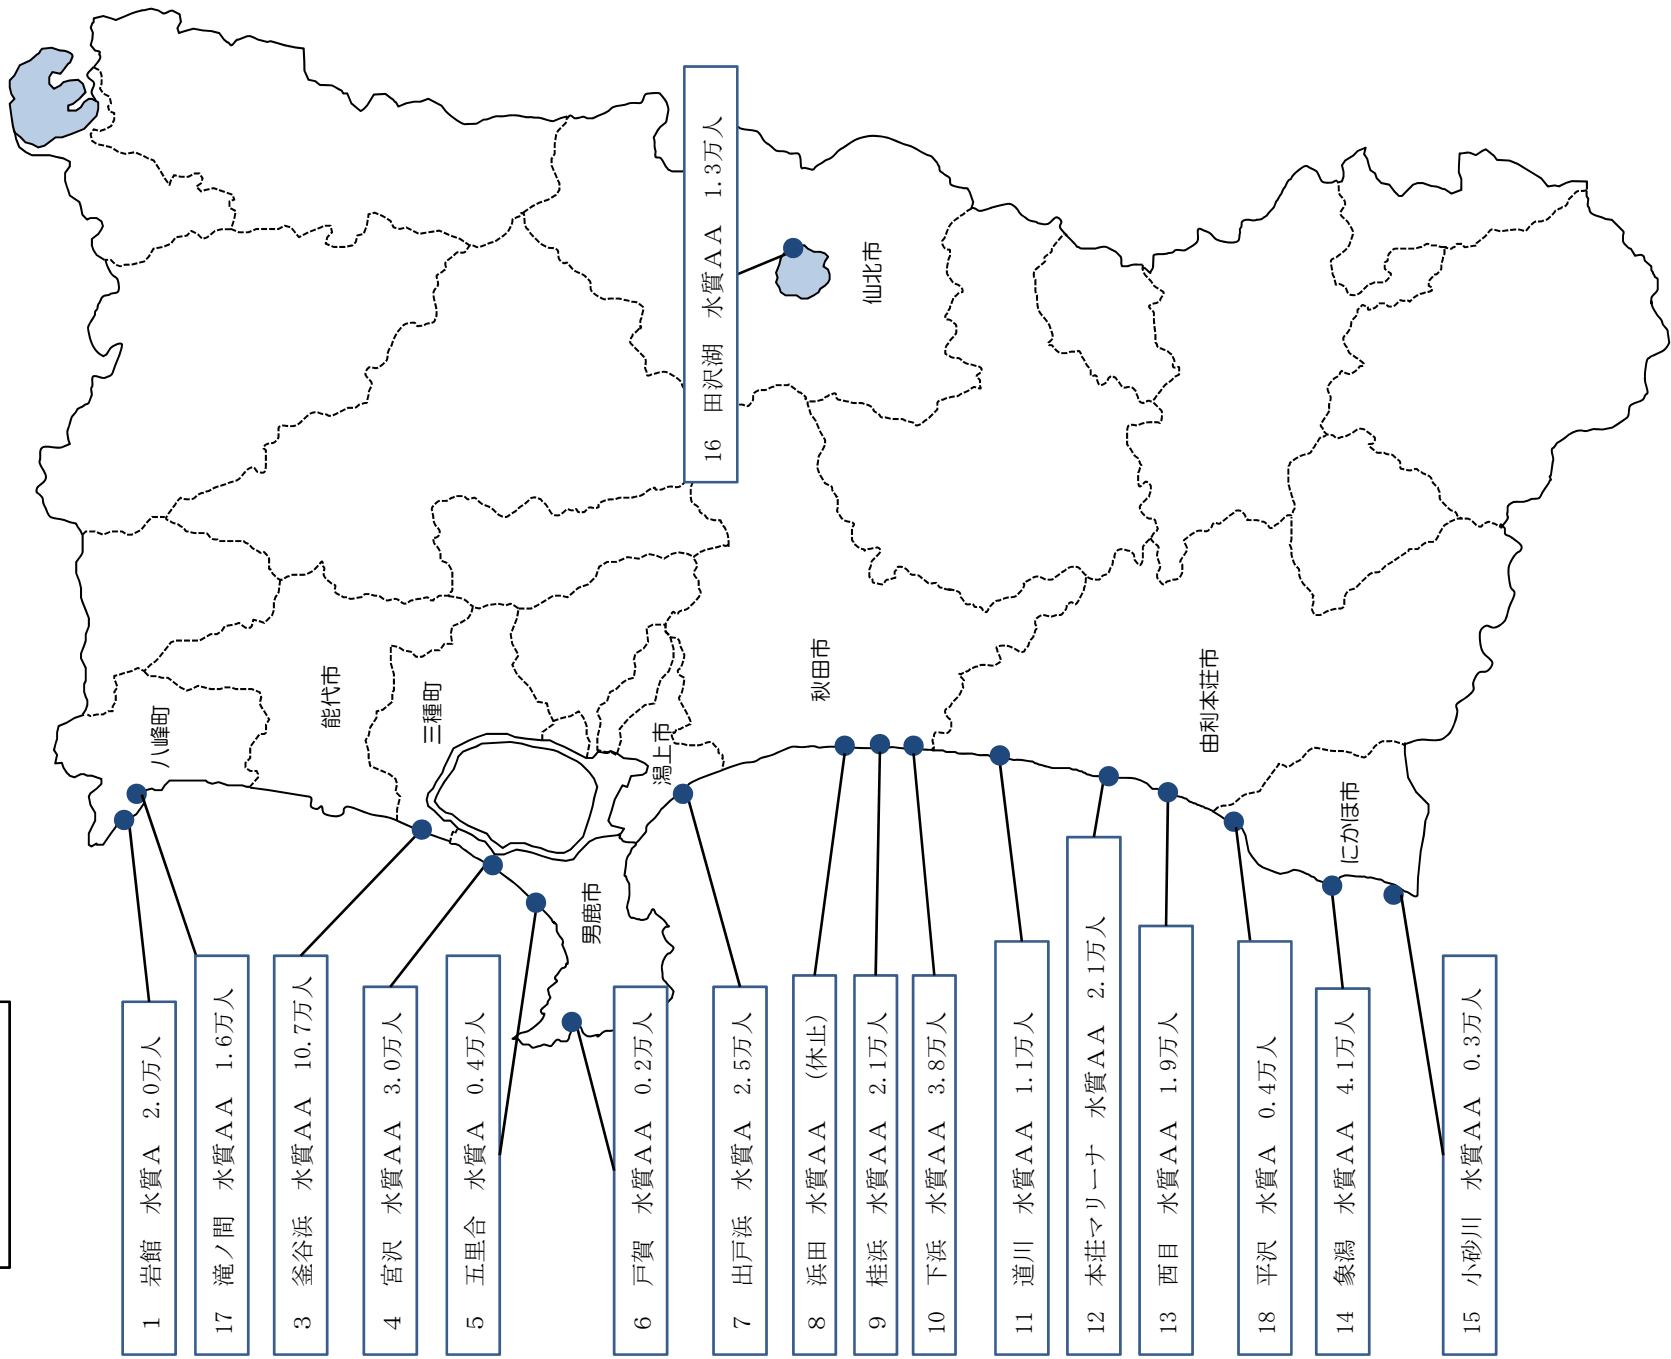 1　岩館　水質Ａ　2.0万人
17　滝ノ間　水質ＡＡ　1.6万人
3　釜谷浜　水質ＡＡ　10.7万人
4　宮沢　水質ＡＡ　3.0万人
5　五里合　水質Ａ　0.4万人
6　戸賀　水質ＡＡ　0.2万人
7　出戸浜　水質Ａ　2.5万人
8　浜田　水質ＡＡ　（休止）
9　桂浜　水質ＡＡ　2.1万人
10　下浜　水質ＡＡ　3.8万人
11　道川　水質ＡＡ　1.1万人
12　本荘マリーナ　水質ＡＡ　2.1万人
13　西目　水質ＡＡ　1.9万人
18　平沢　水質Ａ　0.4万人
14　象潟　水質ＡＡ　4.1万人
15　小砂川　水質ＡＡ　0.3万人
16　田沢湖　水質ＡＡ　1.3万人
八峰町
能代市
三種町
男鹿市
潟上市
秋田市
仙北市
由利本荘市
にかほ市